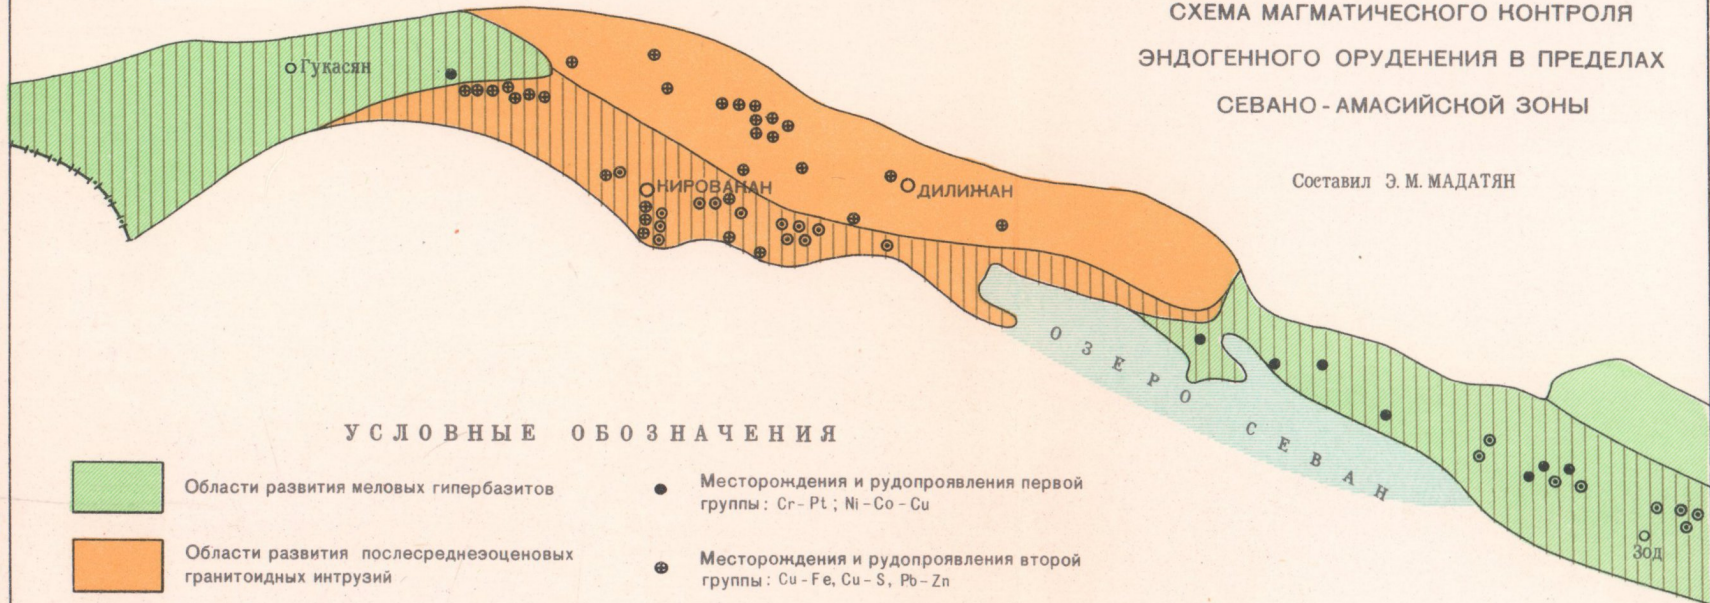 СХЕМА МАГМАТИЧЕСКОГО КОНТРОЛЯ
ЭНДОГЕННОГО ОРУДЕНЕНИЯ В ПРЕДЕЛАХ
СЕВАНО - АМАСИЙСКОЙ ЗОНЫ
Составил Э. М. МАДАТЯН
Гукасян
КИРОВАКАН
ДИЛИЖАН
ОЗЕРО СЕВАН
Зод
УСЛОВНЫЕ ОБОЗНАЧЕНИЯ
Области развития меловых гипербазитов
Области развития послесреднеэоценовых
гранитоидных интрузий
Месторождения и рудопроявления первой
группы: Cr - Pt ; Ni - Co - Cu
Месторождения и рудопроявления второй
группы: Cu - Fe, Cu - S, Pb - Zn